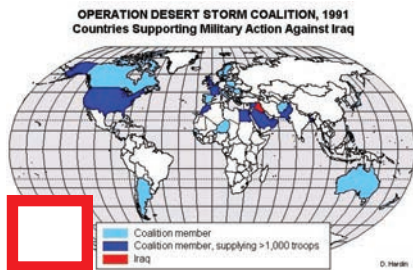 OPERATION DESERT STORM COALITION, 1991
Countries Supporting Military Action Against Iraq
Coalition member
Coalition member, supplying >1,000 troops
Iraq
D. Hardin